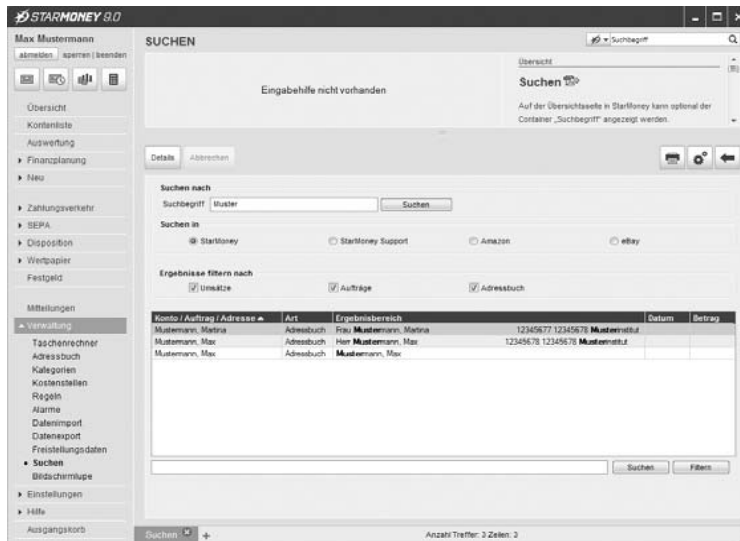 STARMONEY 9.0
Max Mustermann
abmelden sperren | beenden
SUCHEN
Suchbegriff
Eingabehilfe nicht vorhanden
Übersicht
Suchen
Auf der Übersichtsseite in StarMoney kann optional der
Container „Suchbegriff" angezeigt werden.
Übersicht
Kontenliste
Auswertung
Finanzplanung
Neu
Zahlungsverkehr
SEPA
Disposition
Wertpapier
Festgeld
Mitteilungen
Verwaltung
Taschenrechner
Adressbuch
Kategorien
Kostenstellen
Regeln
Alarme
Datenimport
Datenexport
Freistellungsdaten
Suchen
Bildschirmlupe
Einstellungen
Hilfe
Ausgangskorb
Details Abbrechen
Suchen nach
Suchbegriff Muster Suchen
Suchen in
StarMoney StarMoney Support Amazon eBay
Ergebnisse filtern nach
Umsätze Aufträge Adressbuch
Konto / Auftrag / Adresse Art Ergebnisbereich Datum Betrag
Mustermann, Martina Adressbuch Frau Mustermann, Martina 12345677 12345678 Musterinstitut
Mustermann, Max Adressbuch Herr Mustermann, Max 12345678 12345678 Musterinstitut
Mustermann, Max Adressbuch Mustermann, Max
Suchen Filtern
Suchen + Anzahl Treffer: 3 Zeilen: 3